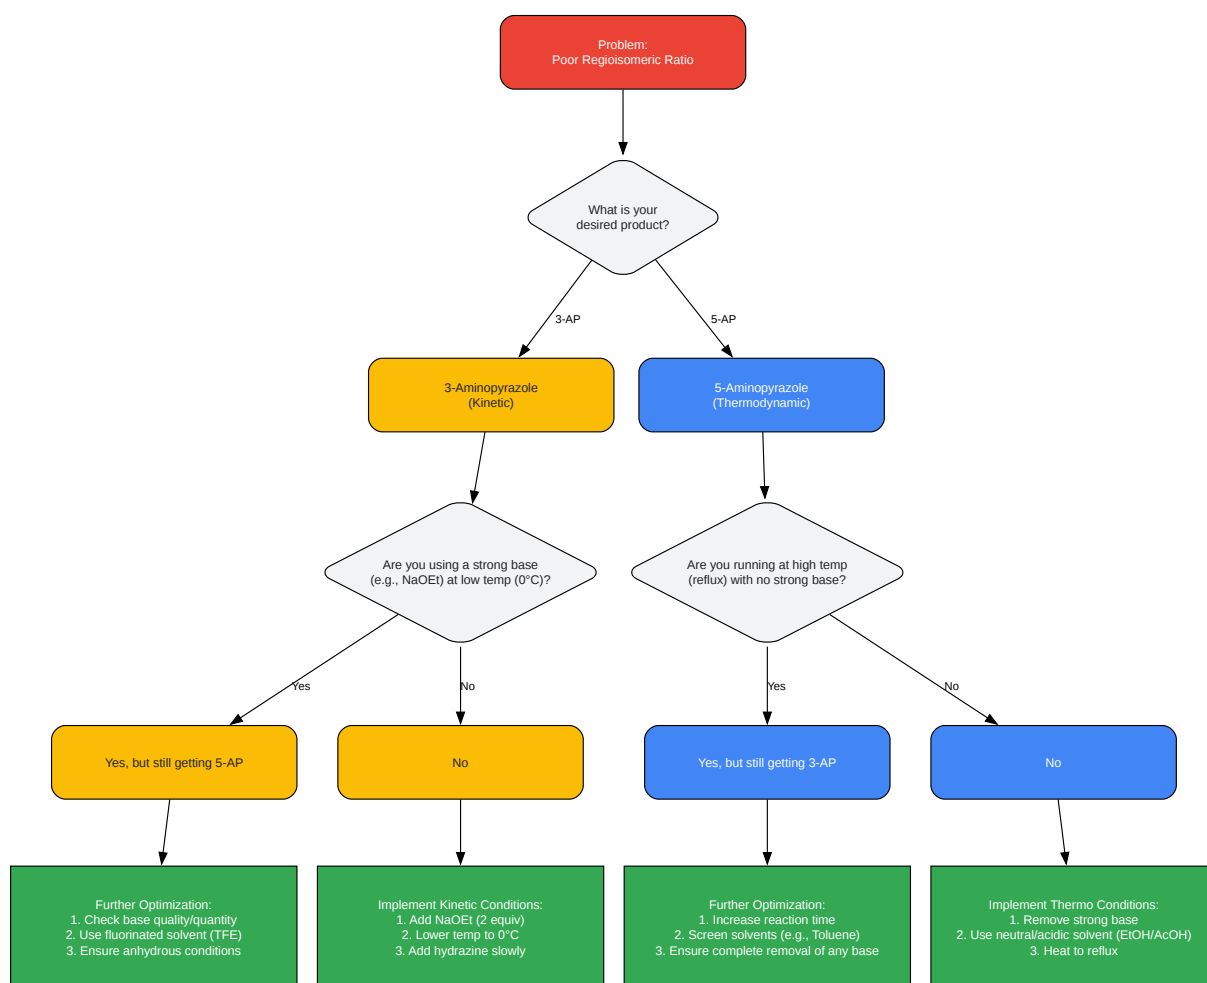 Problem:
Poor Regioisomeric Ratio
What is your
desired product?
3-AP
5-AP
3-Aminopyrazole
(Kinetic)
5-Aminopyrazole
(Thermodynamic)
Are you using a strong base
(e.g., NaOEt) at low temp (0°C)?
Are you running at high temp
(reflux) with no strong base?
Yes
No
Yes
No
Yes, but still getting 5-AP
No
Yes, but still getting 3-AP
No
Further Optimization:
1. Check base quality/quantity
2. Use fluorinated solvent (TFE)
3. Ensure anhydrous conditions
Implement Kinetic Conditions:
1. Add NaOEt (2 equiv)
2. Lower temp to 0°C
3. Add hydrazine slowly
Further Optimization:
1. Increase reaction time
2. Screen solvents (e.g., Toluene)
3. Ensure complete removal of any base
Implement Thermo Conditions:
1. Remove strong base
2. Use neutral/acidic solvent (EtOH/AcOH)
3. Heat to reflux